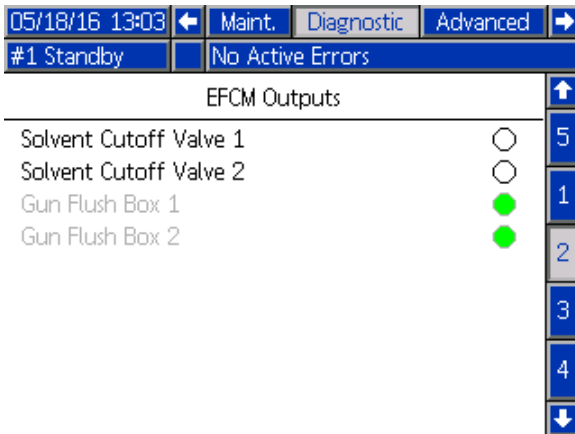 05/18/16 13:03 Maint. Diagnostic Advanced
#1 Standby No Active Errors
EFCM Outputs
Solvent Cutoff Valve 1
Solvent Cutoff Valve 2
Gun Flush Box 1
Gun Flush Box 2
5
1
2
3
4